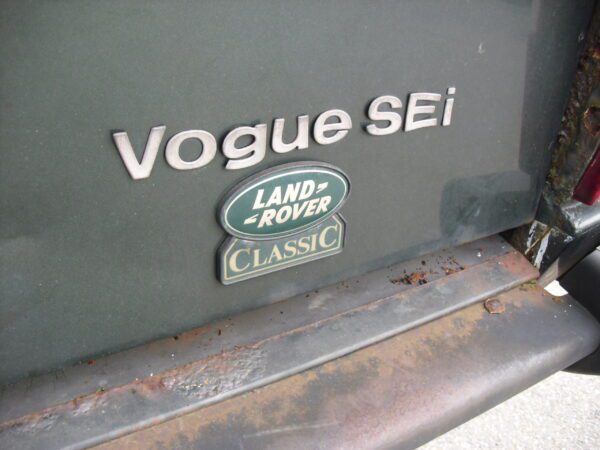 Vogue SEi
LAND
ROVER
CLASSIC